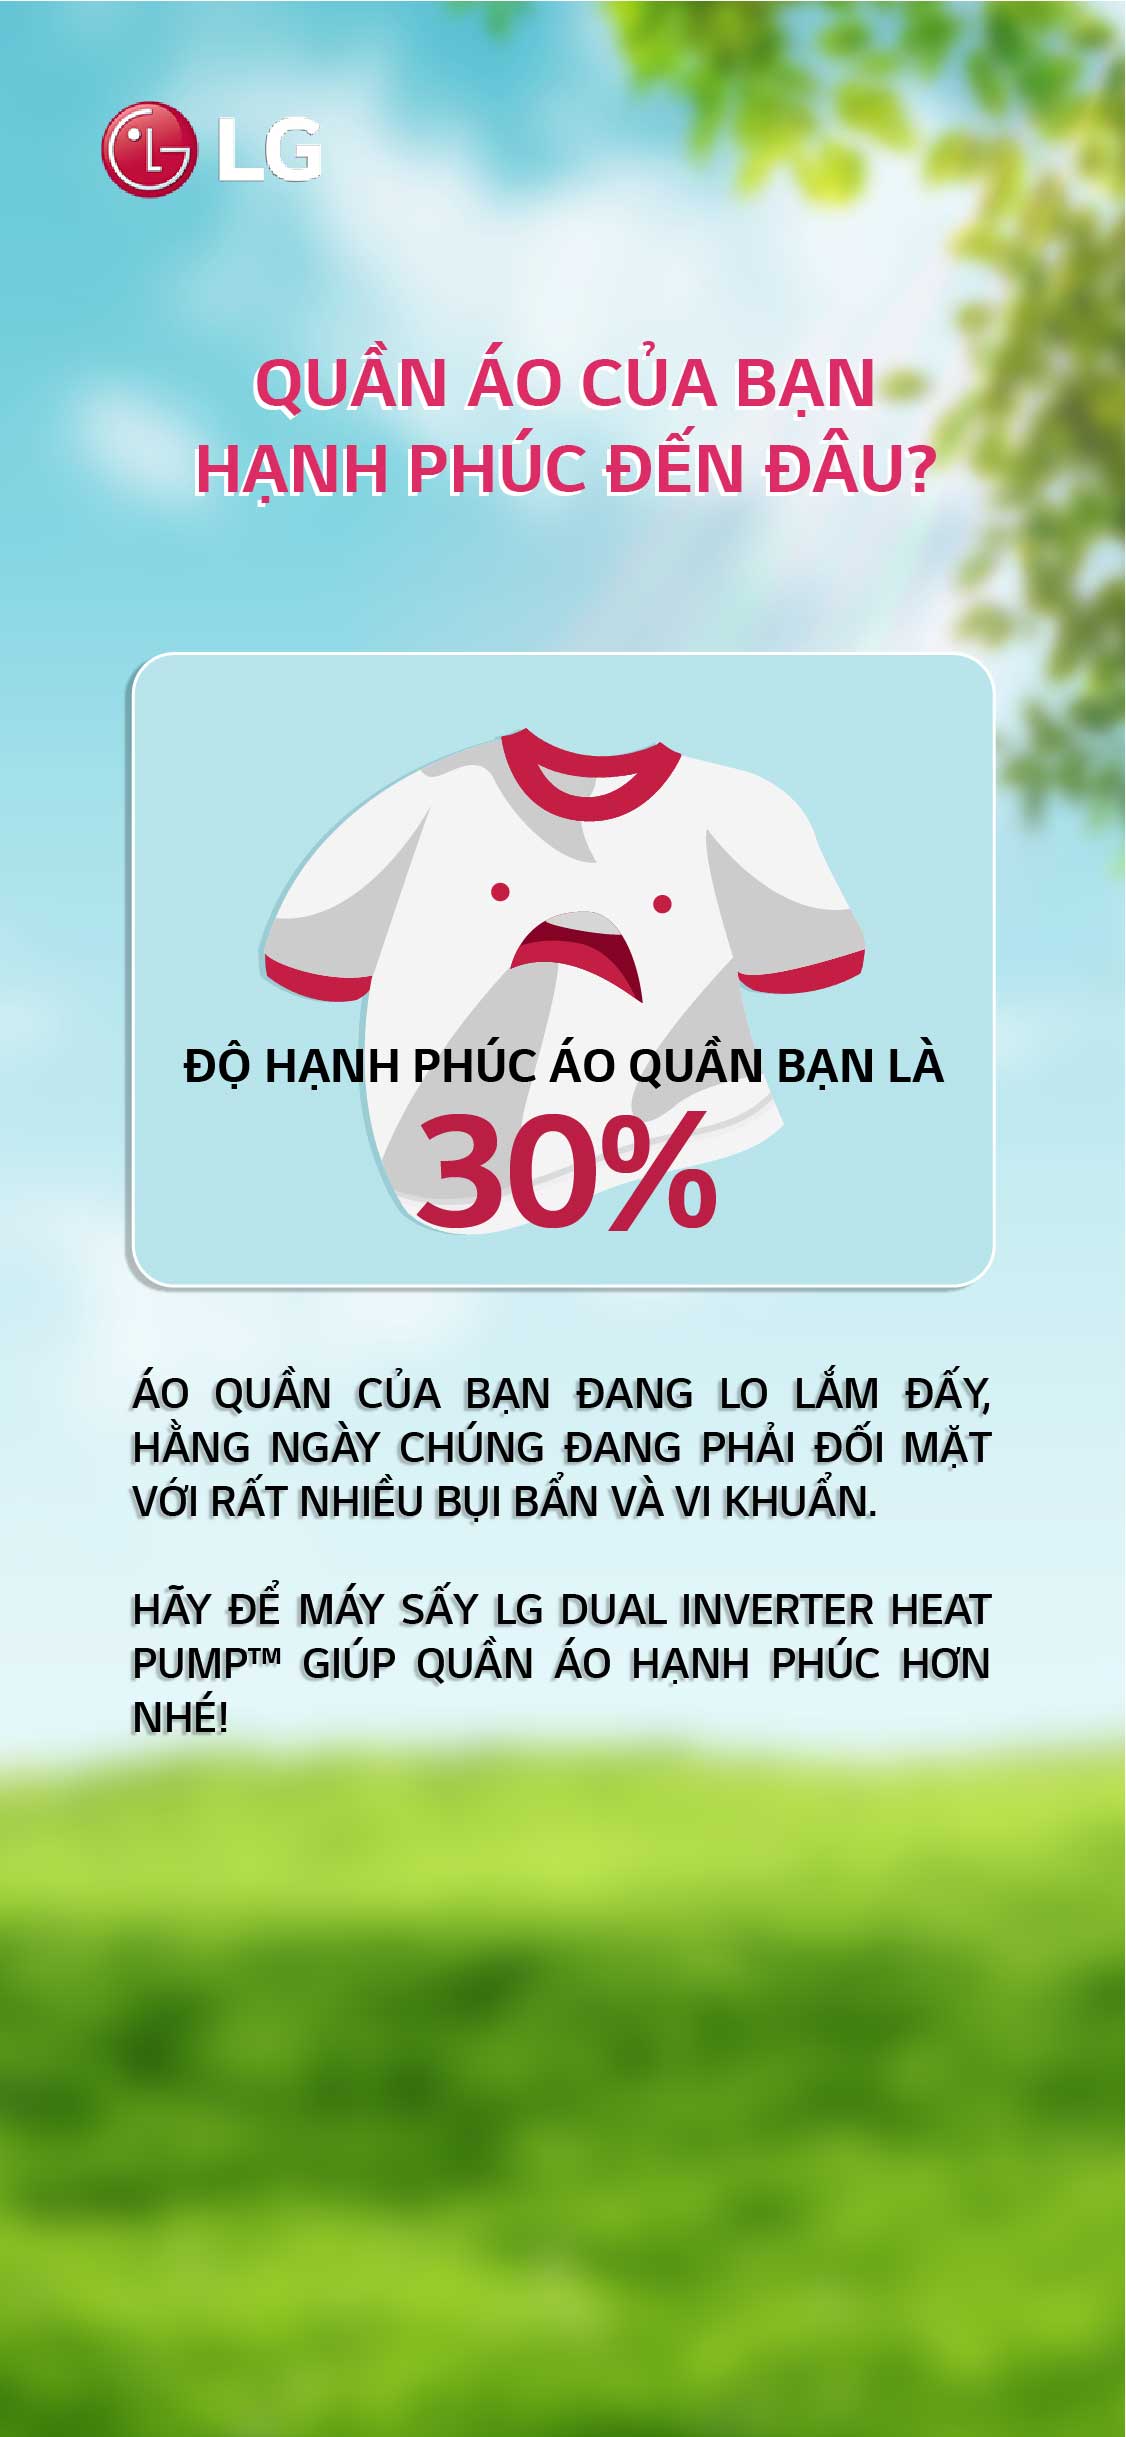 LG
QUẦN ÁO CỦA BẠN
HẠNH PHÚC ĐẾN ĐÂU?
ĐỘ HẠNH PHÚC ÁO QUẦN BẠN LÀ
30%
ÁO QUẦN CỦA BẠN ĐANG LO LẮM ĐẤY,
HẰNG NGÀY CHÚNG ĐANG PHẢI ĐỐI MẶT
VỚI RẤT NHIỀU BỤI BẨN VÀ VI KHUẨN.
HÃY ĐỂ MÁY SẤY LG DUAL INVERTER HEAT
PUMP™ GIÚP QUẦN ÁO HẠNH PHÚC HƠN
NHÉ!